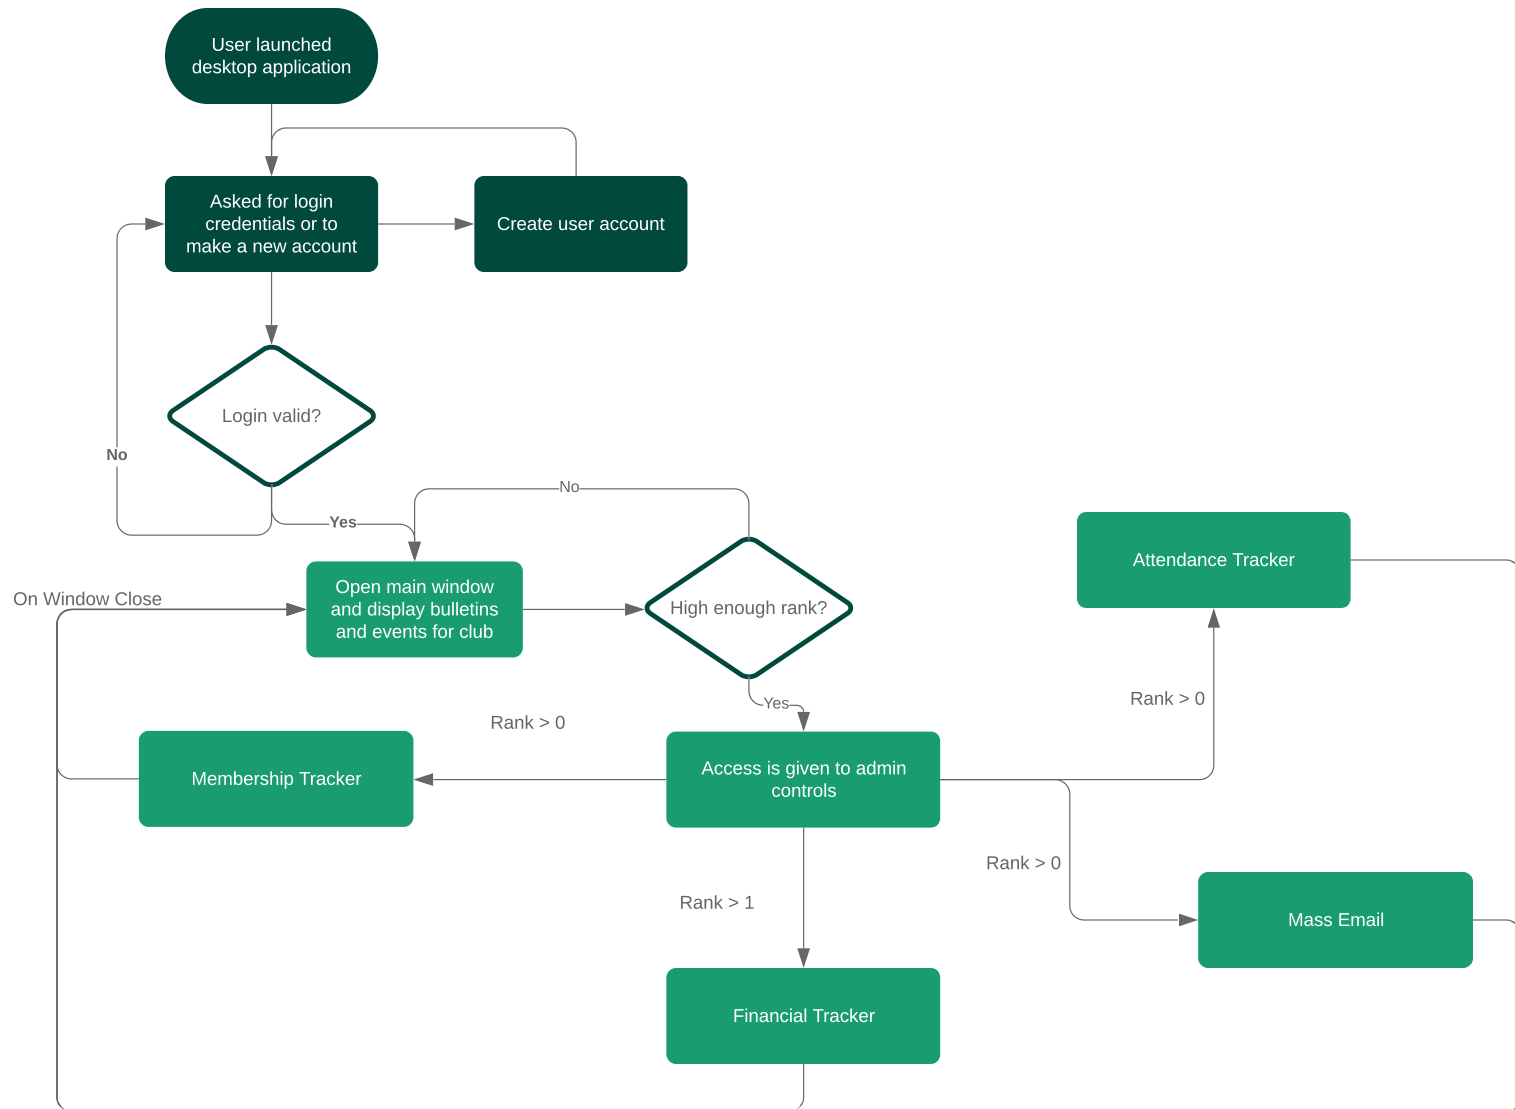 User launched
desktop application
Asked for login
credentials or to
make a new account
Create user account
Login valid?
No
Yes
No
On Window Close
Open main window
and display bulletins
and events for club
High enough rank?
Attendance Tracker
Yes
Rank > 0
Rank > 0
Membership Tracker
Access is given to admin
controls
Rank > 0
Rank > 1
Mass Email
Financial Tracker